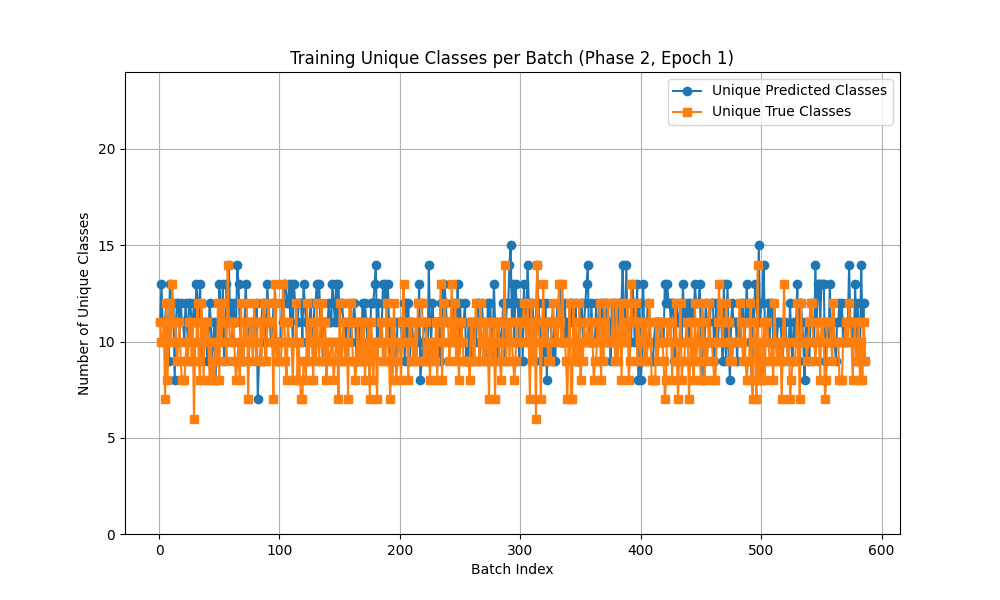 Training Unique Classes per Batch (Phase 2, Epoch 1)
Unique Predicted Classes
Unique True Classes
Number of Unique Classes
20
15
10
5
0
0 100 200 300 400 500 600
Batch Index